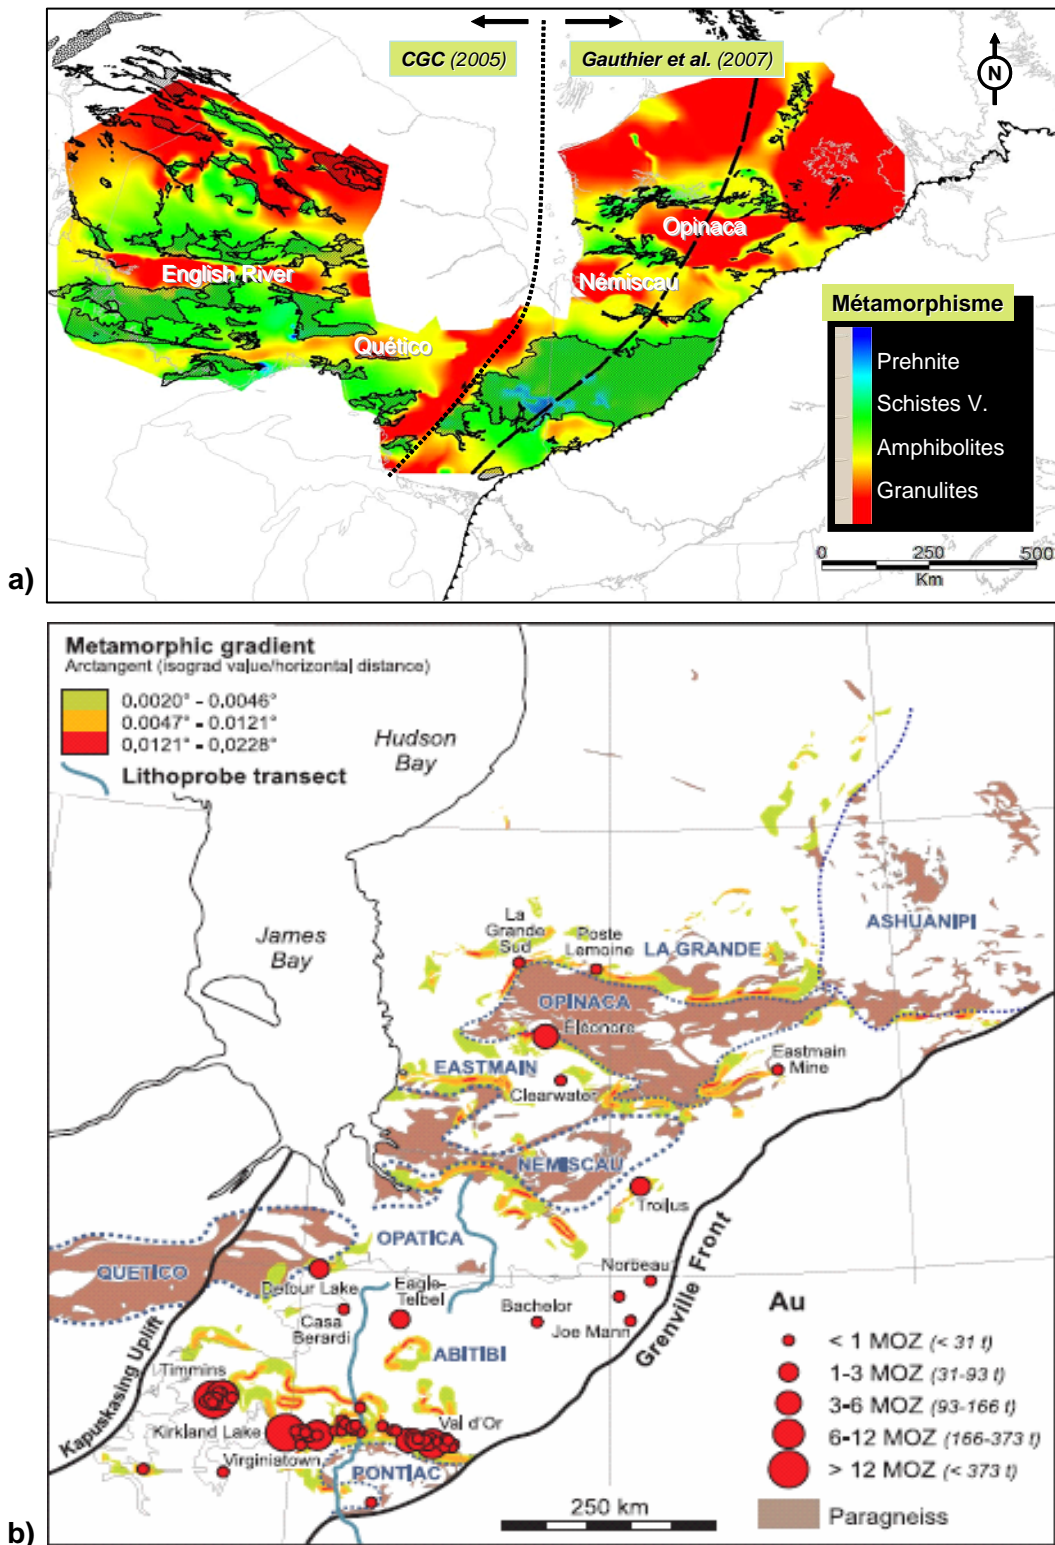 CGC (2005)
Gauthier et al. (2007)
N
Opinaca
English River
Némiscau
Quético
Métamorphisme
Prehnite
Schistes V.
Amphibolites
Granulites
0 250 500
Km
a)
Metamorphic gradient
Arctangent (isograd value/horizontal distance)
0.0020° - 0.0046°
0.0047° - 0.0121°
0,0121° - 0,0228°
Lithoprobe transect
Hudson
Bay
James
Bay
ASHUANIPI
La
Grande
Sud
Poste
Lemoine
LA GRANDE
OPINACA
Éléonore
EASTMAIN
Clearwater
Eastmain
Mine
NEMISCAU
Troilus
OPATICA
QUETICO
Detour Lake
Casa
Berardi
Eagle-
Telbel
Norbeau
Bachelor
Joe Mann
Grenville Front
ABITIBI
Kapuskasing Uplift
Timmins
Kirkland Lake
Val d'Or
Virginiatown
PONTIAC
Au
< 1 MOZ (< 31 t)
1-3 MOZ (31-93 t)
3-6 MOZ (93-166 t)
6-12 MOZ (166-373 t)
> 12 MOZ (< 373 t)
Paragneiss
250 km
b)